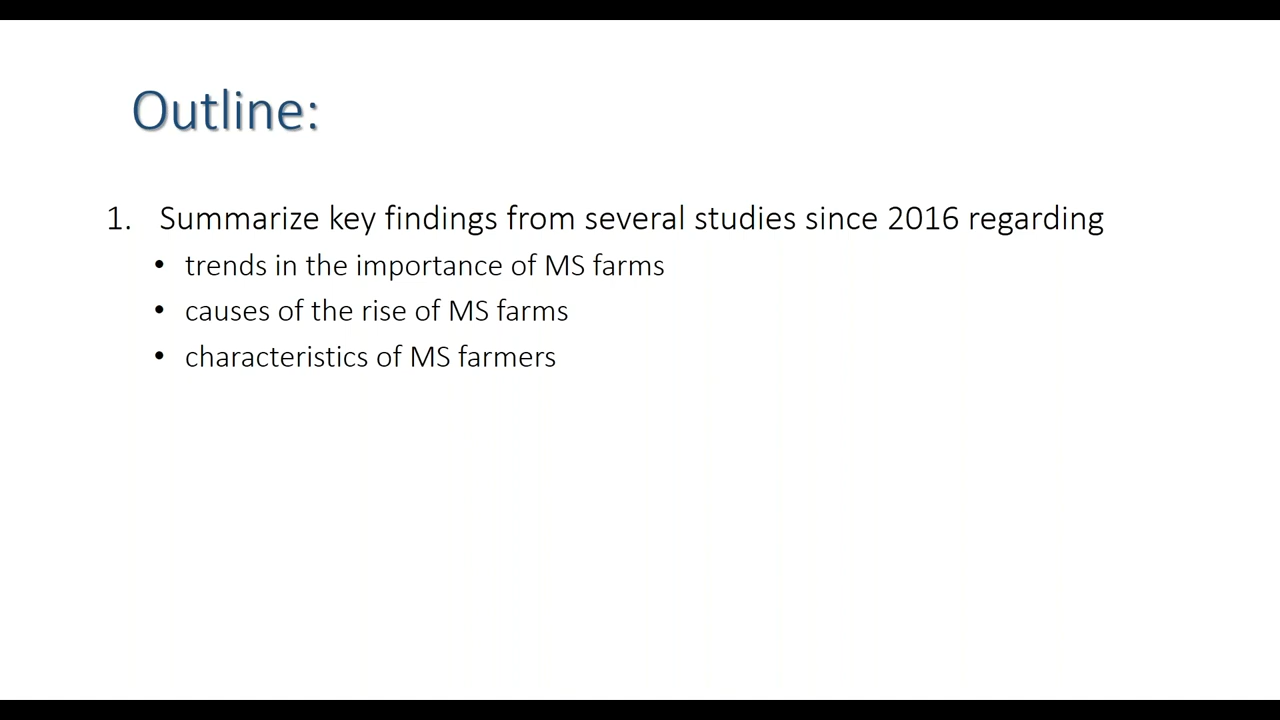 Outline:
1. Summarize key findings from several studies since 2016 regarding
• trends in the importance of MS farms
• causes of the rise of MS farms
• characteristics of MS farmers